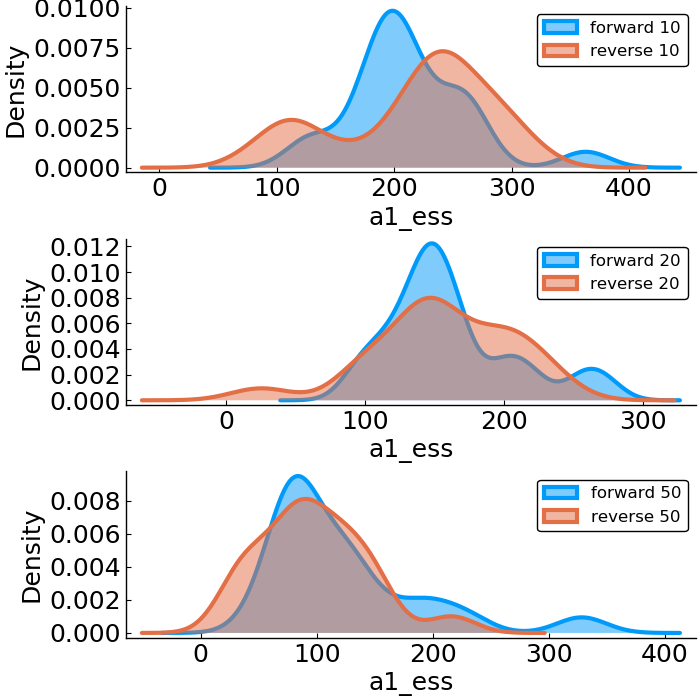 0.0100
0.0075
0.0050
0.0025
0.0000
Density
forward 10
reverse 10
0 100 200 300 400
a1_ess
0.012
0.010
0.008
0.006
0.004
0.002
0.000
Density
forward 20
reverse 20
0 100 200 300
a1_ess
0.008
0.006
0.004
0.002
0.000
Density
forward 50
reverse 50
0 100 200 300 400
a1_ess